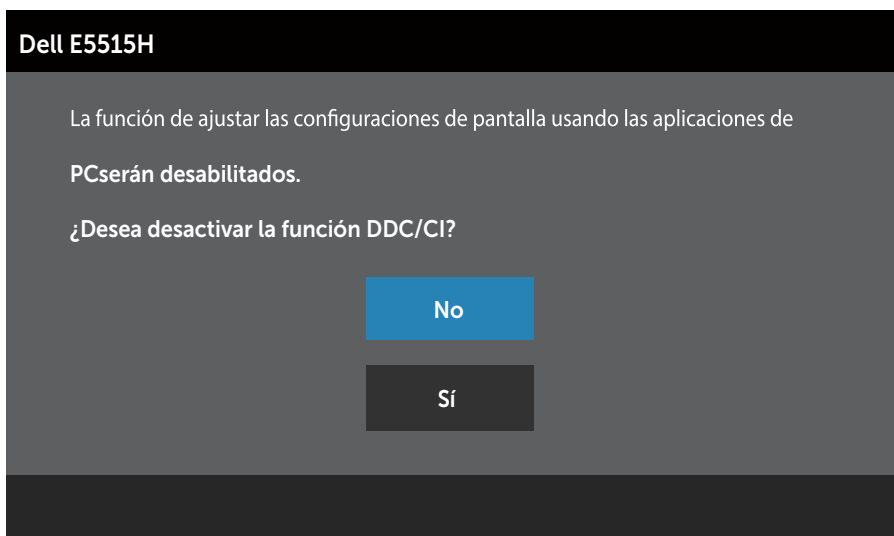 Dell E5515H
La función de ajustar las configuraciones de pantalla usando las aplicaciones de
PCserán desabilitados.
¿Desea desactivar la función DDC/CI?
No
Sí